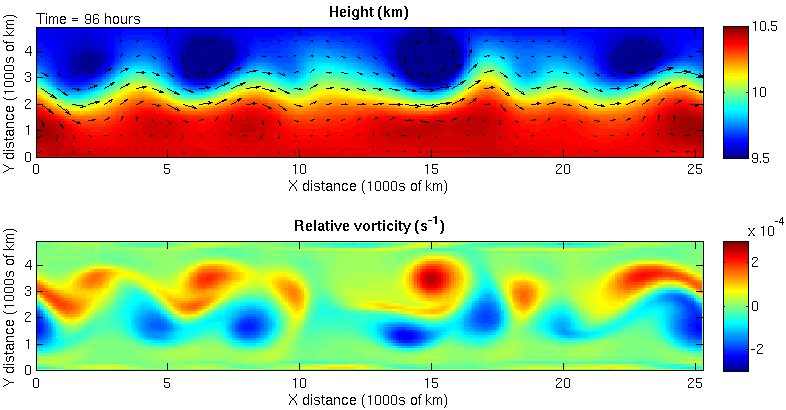 Height (km)
Time = 96 hours
Y distance (1000s of km)
4
3
2
1
0
0 5 10 15 20 25
X distance (1000s of km)
10.5
10
9.5
Relative vorticity (s-1)
Y distance (1000s of km)
4
3
2
1
0
0 5 10 15 20 25
X distance (1000s of km)
x 10-4
2
0
-2